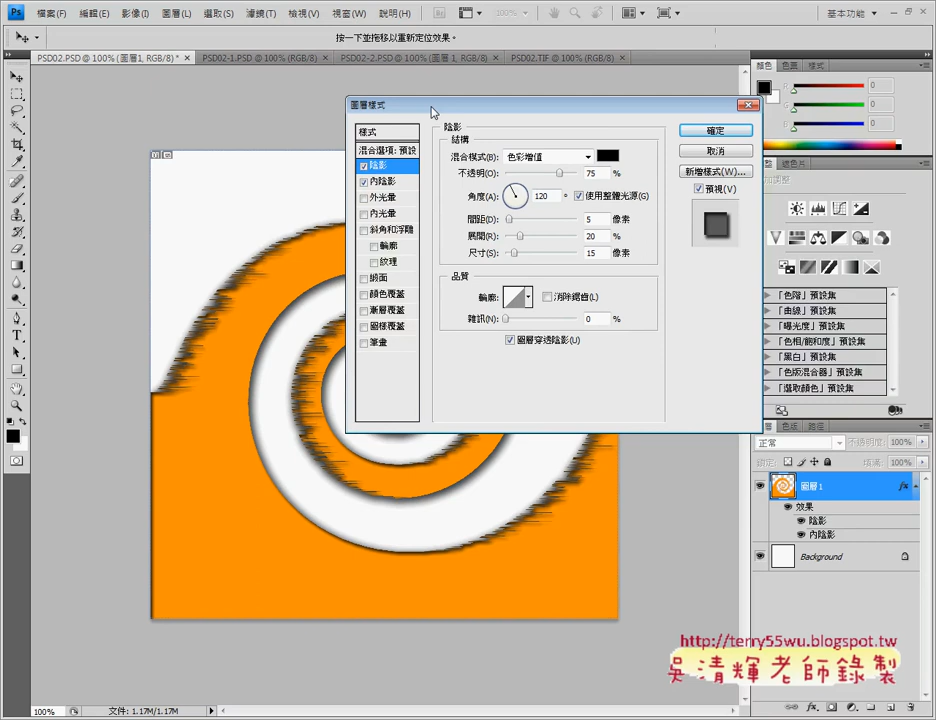 Ps 檔案(F) 編輯(E) 影像(I) 圖層(L) 選取(S) 濾鏡(T) 檢視(V) 視窗(W) 說明(H) 100% 基本功能
按一下並拖移以重新定位效果。
PSD02.PSD @ 100% (圖層1, RGB/8) * PSD02-1.PSD @ 100% (RGB/8) PSD02-2.PSD @ 100% (圖層 1, RGB/8) PSD02.TIF @ 100% (RGB/8)
顏色 色票 樣式
R 0
G 0
B 0
圖層樣式
樣式
混合選項: 預設
陰影
內陰影
外光暈
內光暈
斜角和浮雕
輪廓
紋理
緞面
顏色覆蓋
漸層覆蓋
圖樣覆蓋
筆畫
陰影
結構
混合模式(B): 色彩增值
不透明(O): 75 %
角度(A): 120 ° 使用整體光源(G)
間距(D): 5 像素
展開(R): 20 %
尺寸(S): 15 像素
品質
輪廓: 消除鋸齒(L)
雜訊(N): 0 %
圖層穿透陰影(U)
確定
取消
新增樣式(W)...
預視(V)
整 遮色片
加調整
「色階」預設集
「曲線」預設集
「曝光度」預設集
「色相/飽和度」預設集
「黑白」預設集
「色版混合器」預設集
「選取顏色」預設集
層 色版 路徑
正常 不透明度: 100%
鎖定: 填滿: 100%
圖層1 fx
效果
陰影
內陰影
Background
http://terry55wu.blogspot.tw
吳清輝老師錄製
100% 文件: 1.17M/1.17M